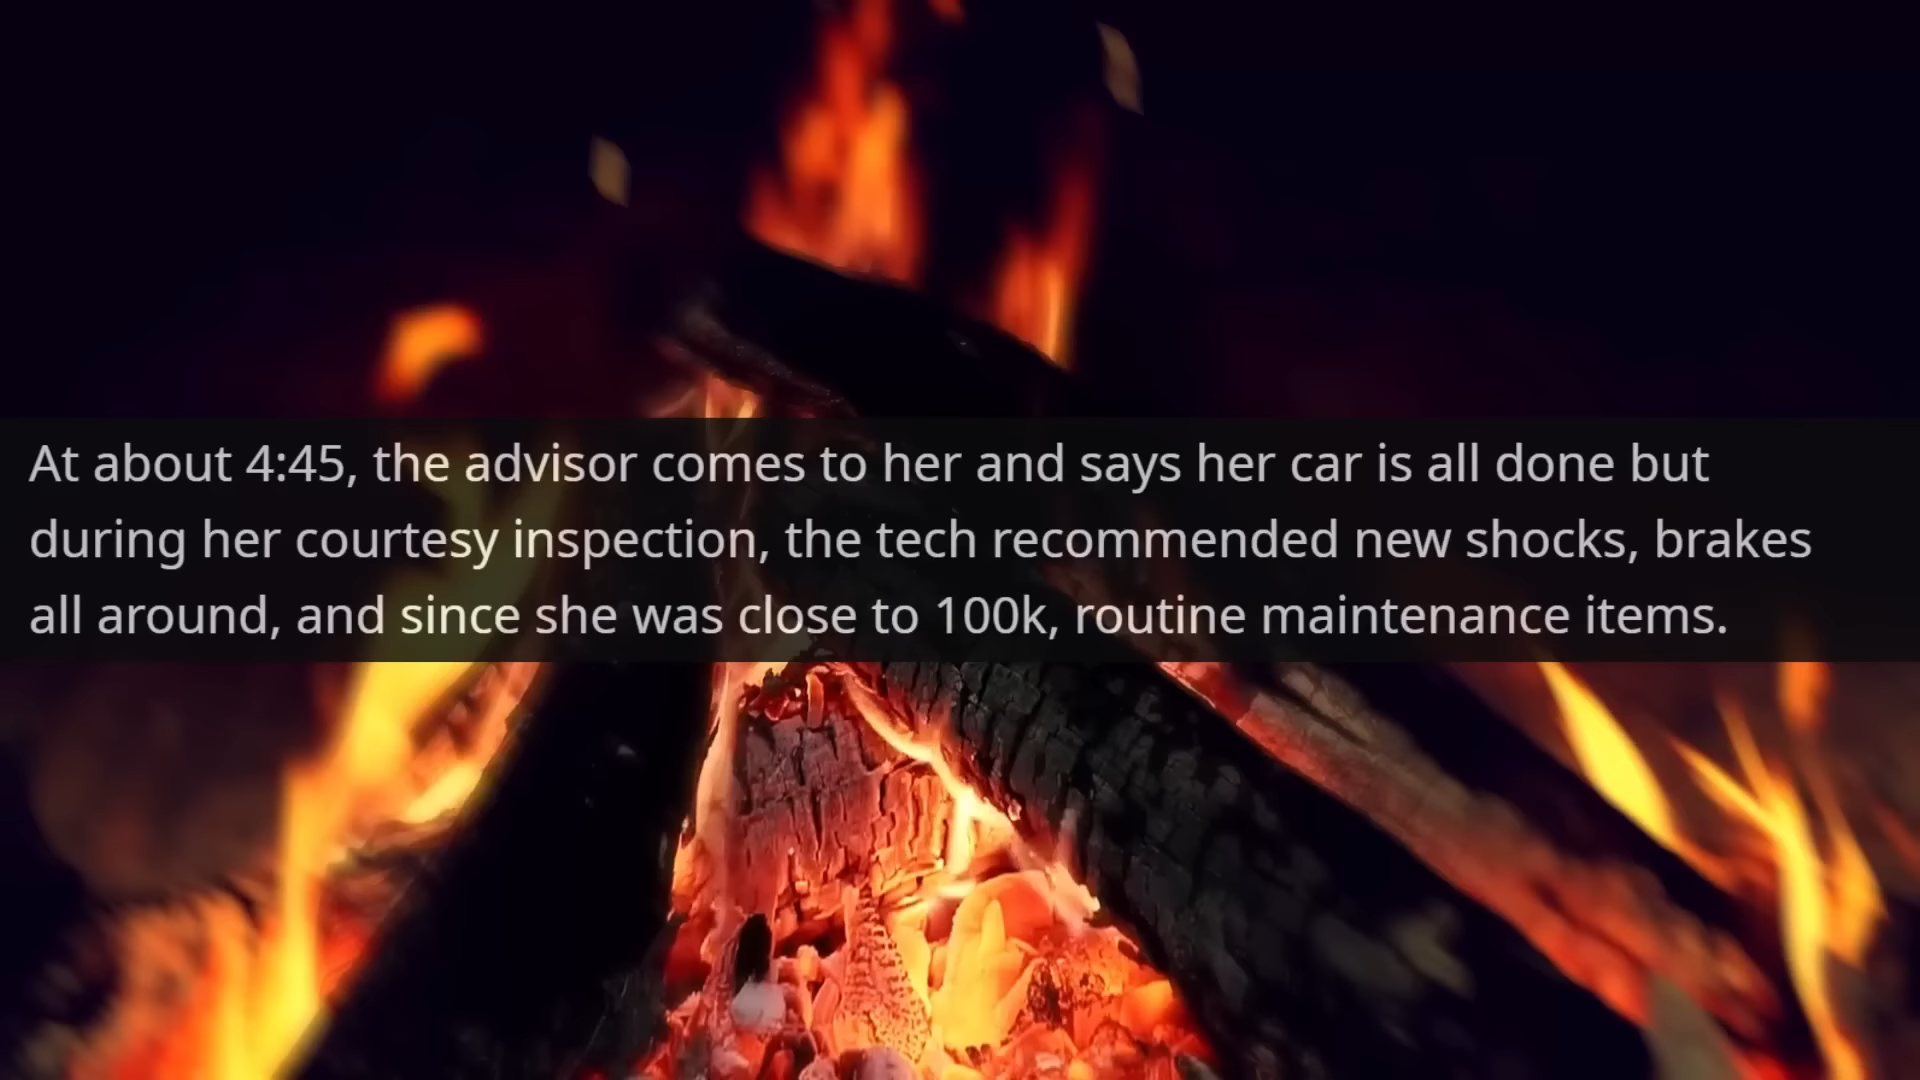 At about 4:45, the advisor comes to her and says her car is all done but
during her courtesy inspection, the tech recommended new shocks, brakes
all around, and since she was close to 100k, routine maintenance items.